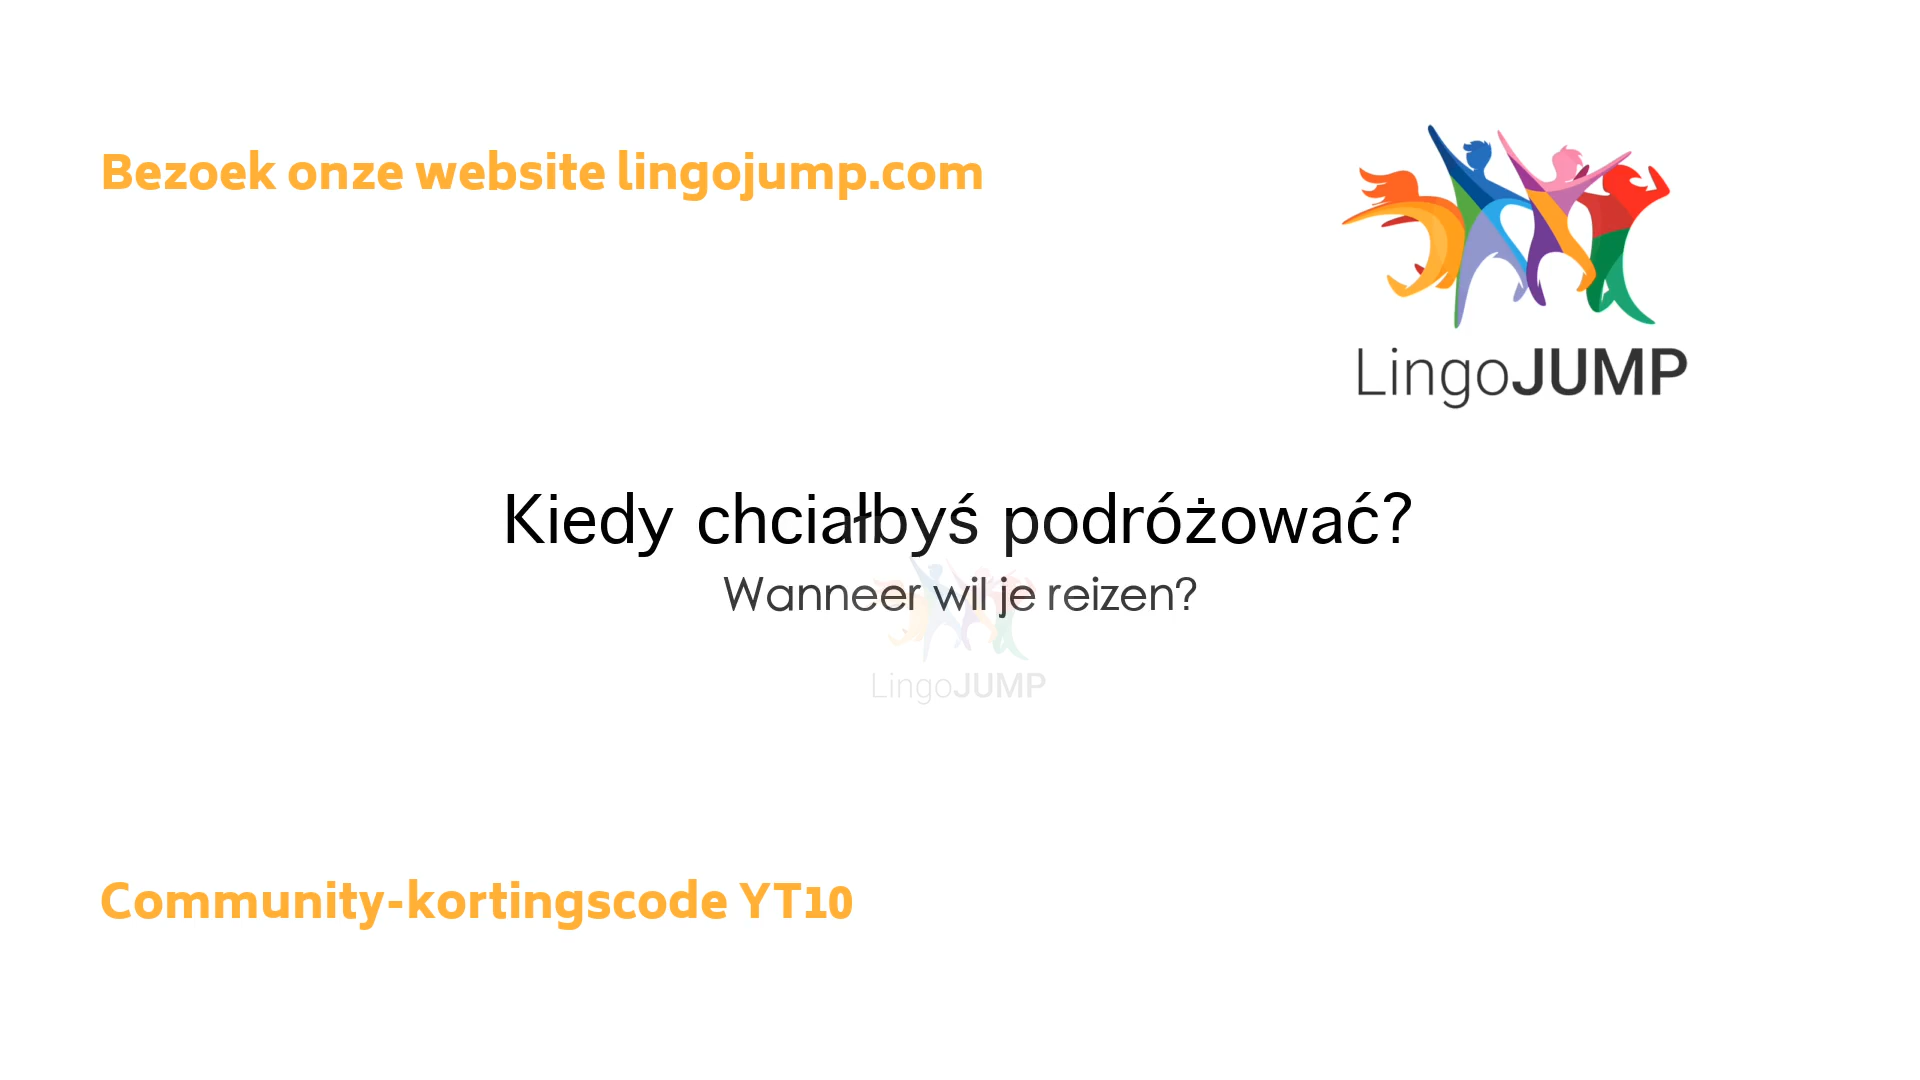 Bezoek onze website lingojump.com
LingoJUMP
Kiedy chciałbyś podróżować?
Wanneer wil je reizen?
LingoJUMP
Community-kortingscode YT10